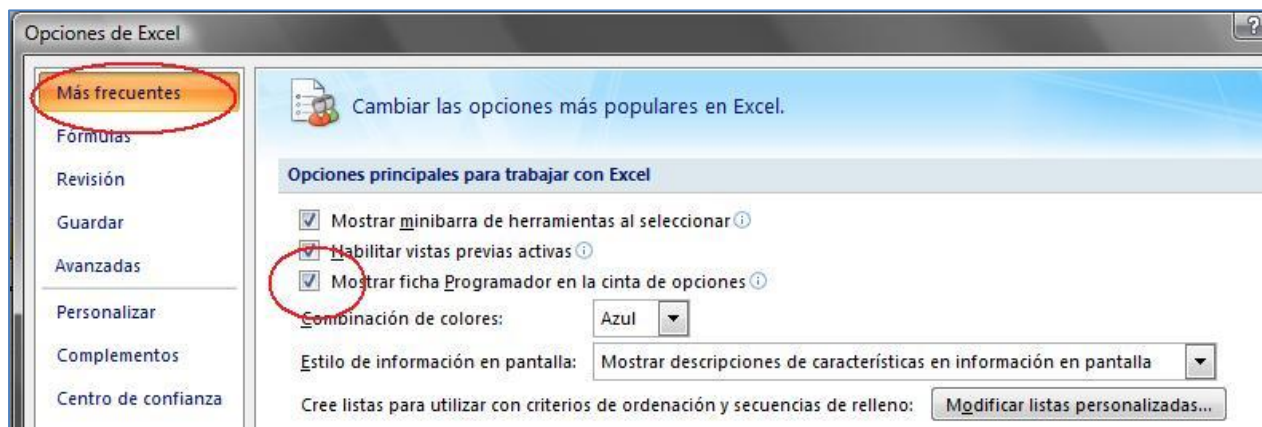 Opciones de Excel
?
Más frecuentes
Fórmulas
Revisión
Guardar
Avanzadas
Personalizar
Complementos
Centro de confianza
Cambiar las opciones más populares en Excel.
Opciones principales para trabajar con Excel
Mostrar minibarra de herramientas al seleccionar
Habilitar vistas previas activas
Mostrar ficha Programador en la cinta de opciones
Combinación de colores: Azul
Estilo de información en pantalla: Mostrar descripciones de características en información en pantalla
Cree listas para utilizar con criterios de ordenación y secuencias de relleno: Modificar listas personalizadas...